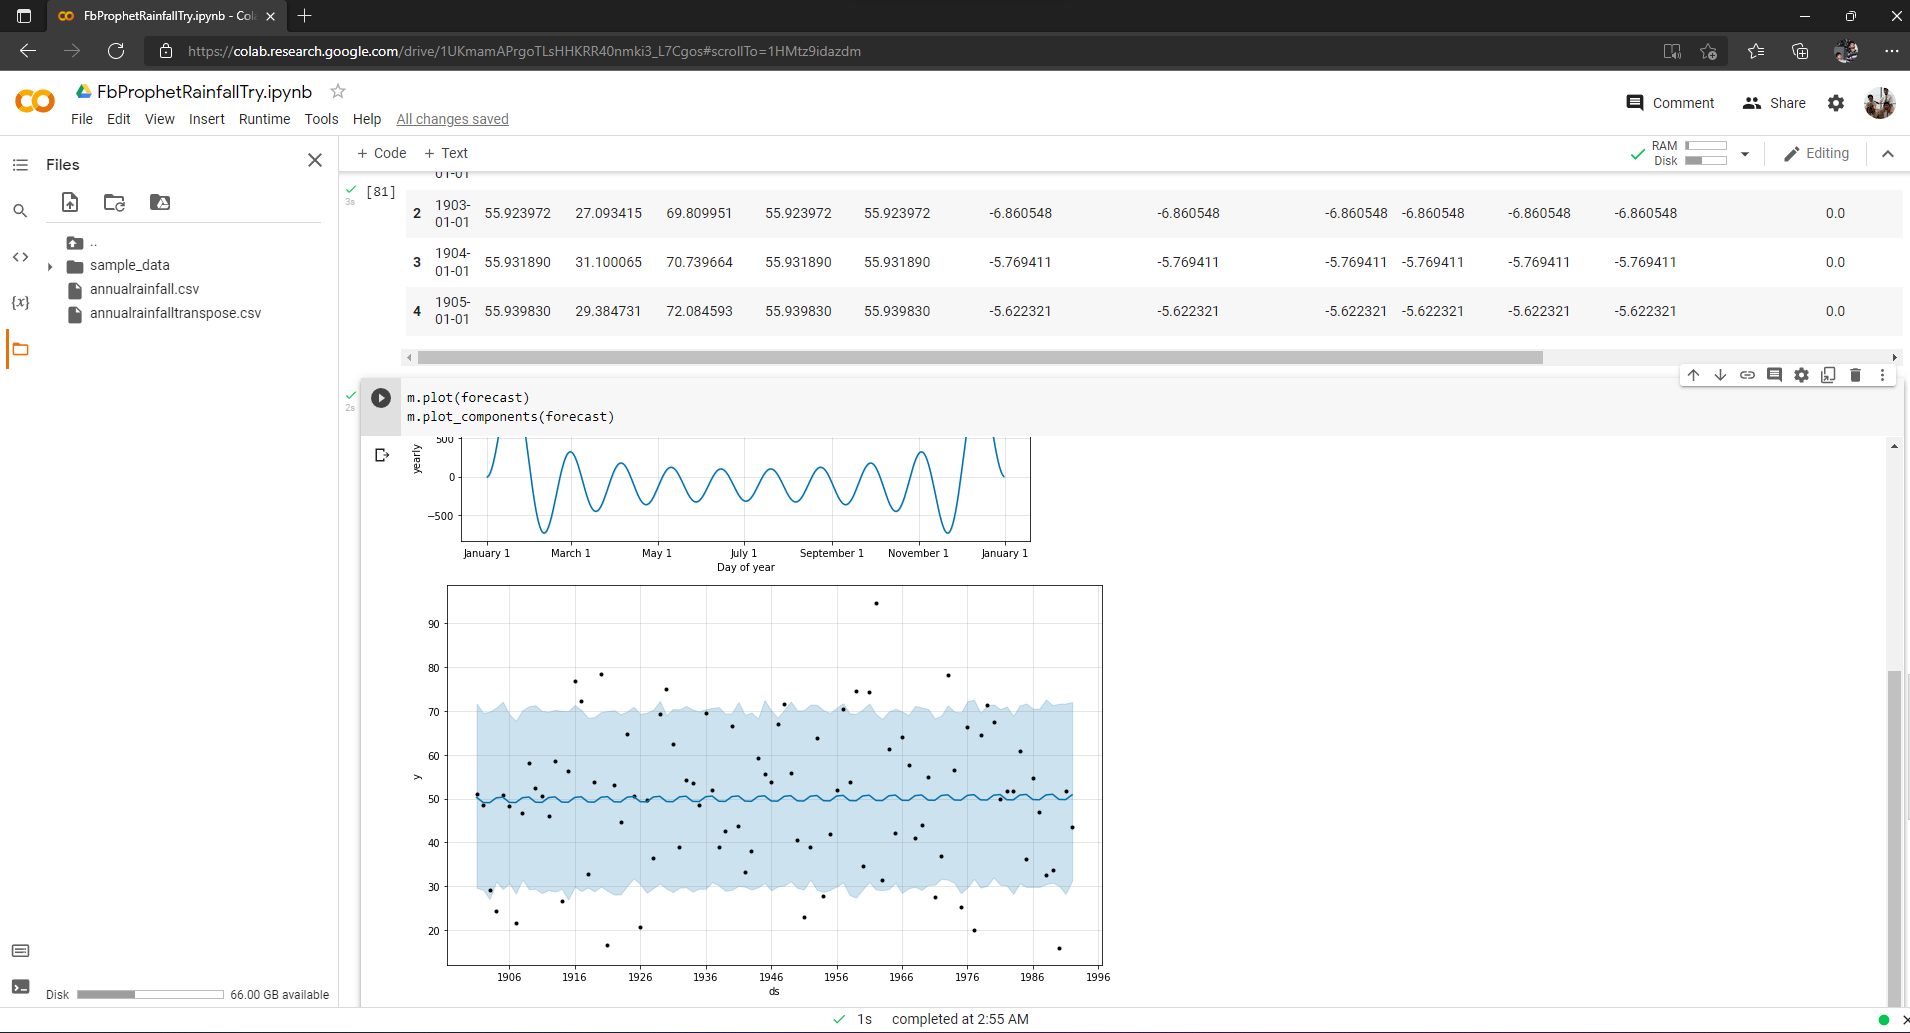 FbProphetRainfallTry.ipynb - Cola
https://colab.research.google.com/drive/1UKmamAPrgoTLsHHKRR40nmki3_L7Cgos#scrollTo=1HMtz9idazdm
FbProphetRainfallTry.ipynb
Comment
Share
File Edit View Insert Runtime Tools Help All changes saved
Files
+ Code + Text
RAM
Disk
Editing
..
sample_data
annualrainfall.csv
annualrainfalltranspose.csv
{x}
Disk 66.00 GB available
[81]
3s
01-01
2 1903-01-01 55.923972 27.093415 69.809951 55.923972 55.923972 -6.860548 -6.860548 -6.860548 -6.860548 -6.860548 -6.860548 0.0
3 1904-01-01 55.931890 31.100065 70.739664 55.931890 55.931890 -5.769411 -5.769411 -5.769411 -5.769411 -5.769411 -5.769411 0.0
4 1905-01-01 55.939830 29.384731 72.084593 55.939830 55.939830 -5.622321 -5.622321 -5.622321 -5.622321 -5.622321 -5.622321 0.0
2s
m.plot(forecast)
m.plot_components(forecast)
500
0
−500
yearly
January 1 March 1 May 1 July 1 September 1 November 1 January 1
Day of year
90
80
70
60
50
40
30
20
y
1906 1916 1926 1936 1946 1956 1966 1976 1986 1996
ds
1s completed at 2:55 AM